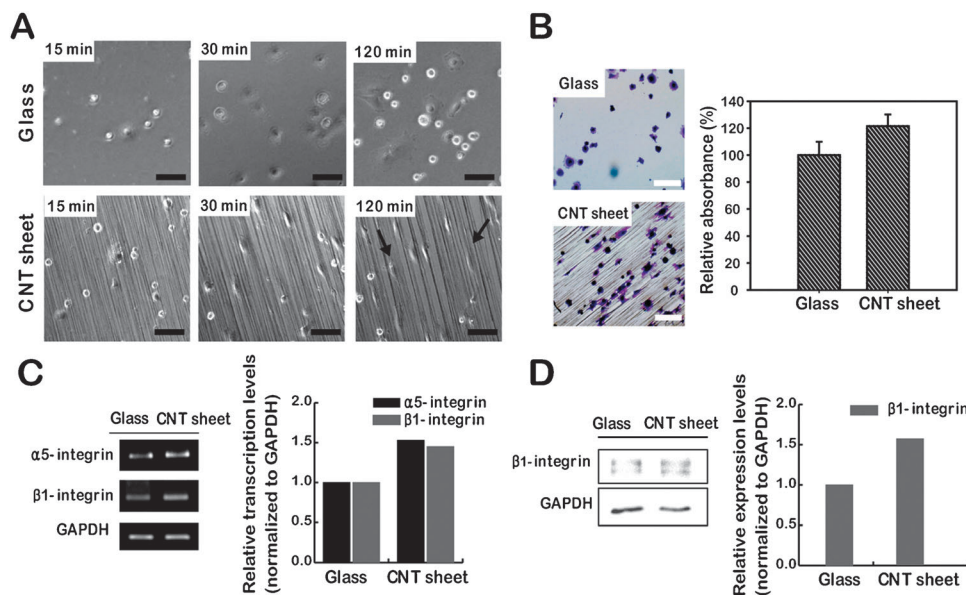 A
15 min
30 min
120 min
Glass
15 min
30 min
120 min
CNT sheet
B
Glass
CNT sheet
Relative absorbance (%)
140
120
100
80
60
40
20
0
Glass
CNT sheet
C
Glass CNT sheet
α5-integrin
β1-integrin
GAPDH
Relative transcription levels
(normalized to GAPDH)
α5-integrin
β1-integrin
2.0
1.5
1.0
0.5
0.0
Glass
CNT sheet
D
Glass CNT sheet
β1-integrin
GAPDH
Relative expression levels
(normalized to GAPDH)
β1-integrin
2.0
1.5
1.0
0.5
0.0
Glass
CNT sheet